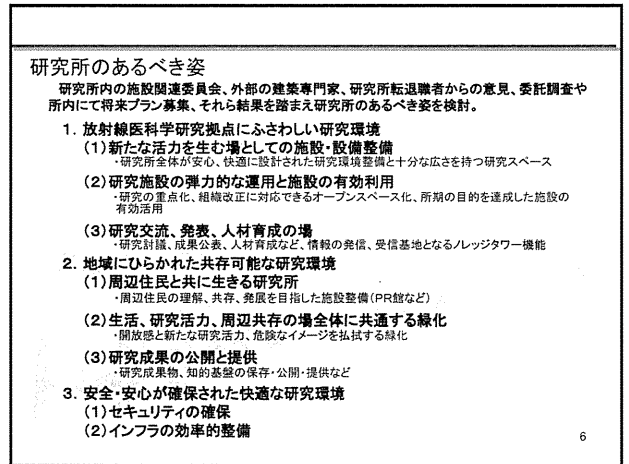 研究所のあるべき姿
研究所内の施設関連委員会、外部の建築専門家、研究所転退職者からの意見、委託調査や
所内にて将来プラン募集、それら結果を踏まえ研究所のあるべき姿を検討。
1. 放射線医科学研究拠点にふさわしい研究環境
(1)新たな活力を生む場としての施設・設備整備
・研究所全体が安心、快適に設計された研究環境整備と十分な広さを持つ研究スペース
(2)研究施設の弾力的な運用と施設の有効利用
・研究の重点化、組織改正に対応できるオープンスペース化、所期の目的を達成した施設の
有効活用
(3)研究交流、発表、人材育成の場
・研究討議、成果公表、人材育成など、情報の発信、受信基地となるノレッジタワー機能
2. 地域にひらかれた共存可能な研究環境
(1)周辺住民と共に生きる研究所
・周辺住民の理解、共存、発展を目指した施設整備(PR館など)
(2)生活、研究活力、周辺共存の場全体に共通する緑化
・開放感と新たな研究活力、危険なイメージを払拭する緑化
(3)研究成果の公開と提供
・研究成果物、知的基盤の保存・公開・提供など
3. 安全・安心が確保された快適な研究環境
(1)セキュリティの確保
(2)インフラの効率的整備
6